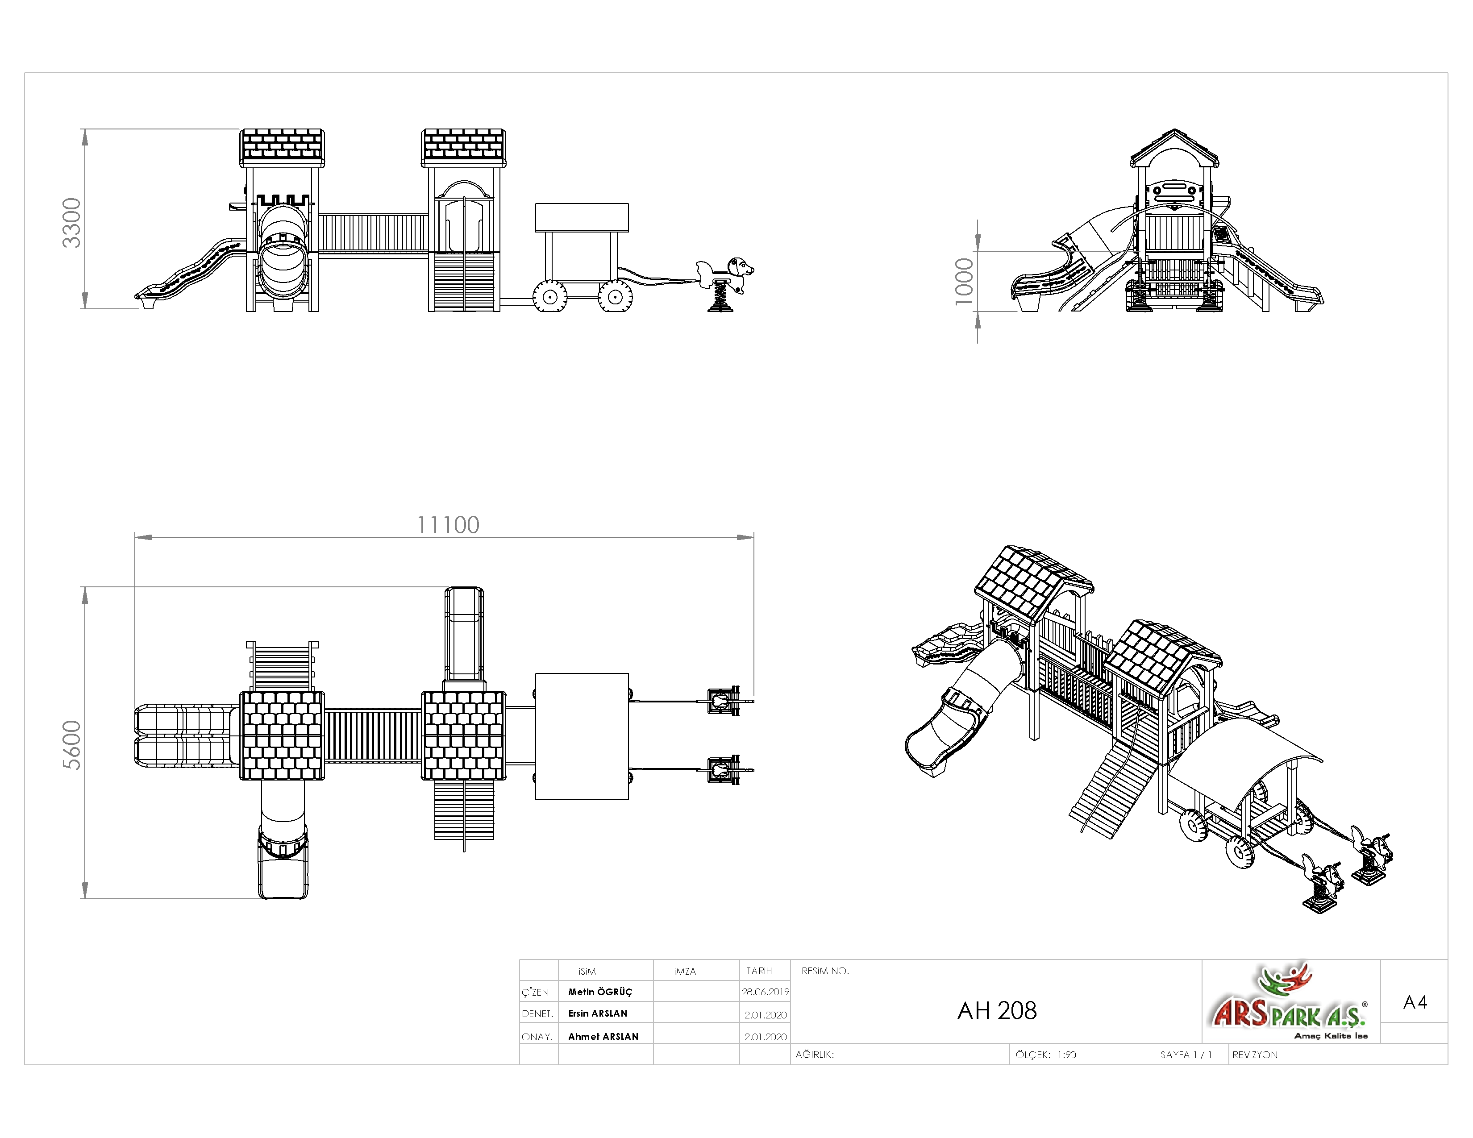 3300
1000
11100
5600
İSİM
İMZA
TARİH
RESİM NO.
ÇİZEN
Metin ÖGRÜÇ
28.06.2019
DENET.
Ersin ARSLAN
2.01.2020
ONAY.
Ahmet ARSLAN
2.01.2020
AH 208
ARSPARK A.Ş.®
Amaç Kalite İse
A4
AĞIRLIK:
ÖLÇEK: 1:90
SAYFA 1 / 1
REVİZYON